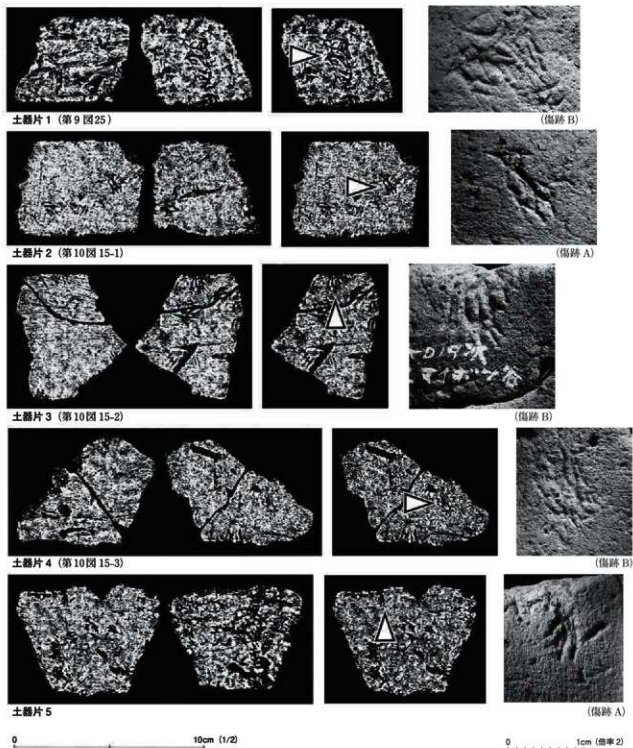 土器片 1 (第 9 図 25)
(傷跡 B)
土器片 2 (第 10 図 15-1)
(傷跡 A)
土器片 3 (第 10 図 15-2)
(傷跡 B)
土器片 4 (第 10 図 15-3)
(傷跡 B)
土器片 5
(傷跡 A)
0 10cm (1/2)
0 1cm (倍率 2)